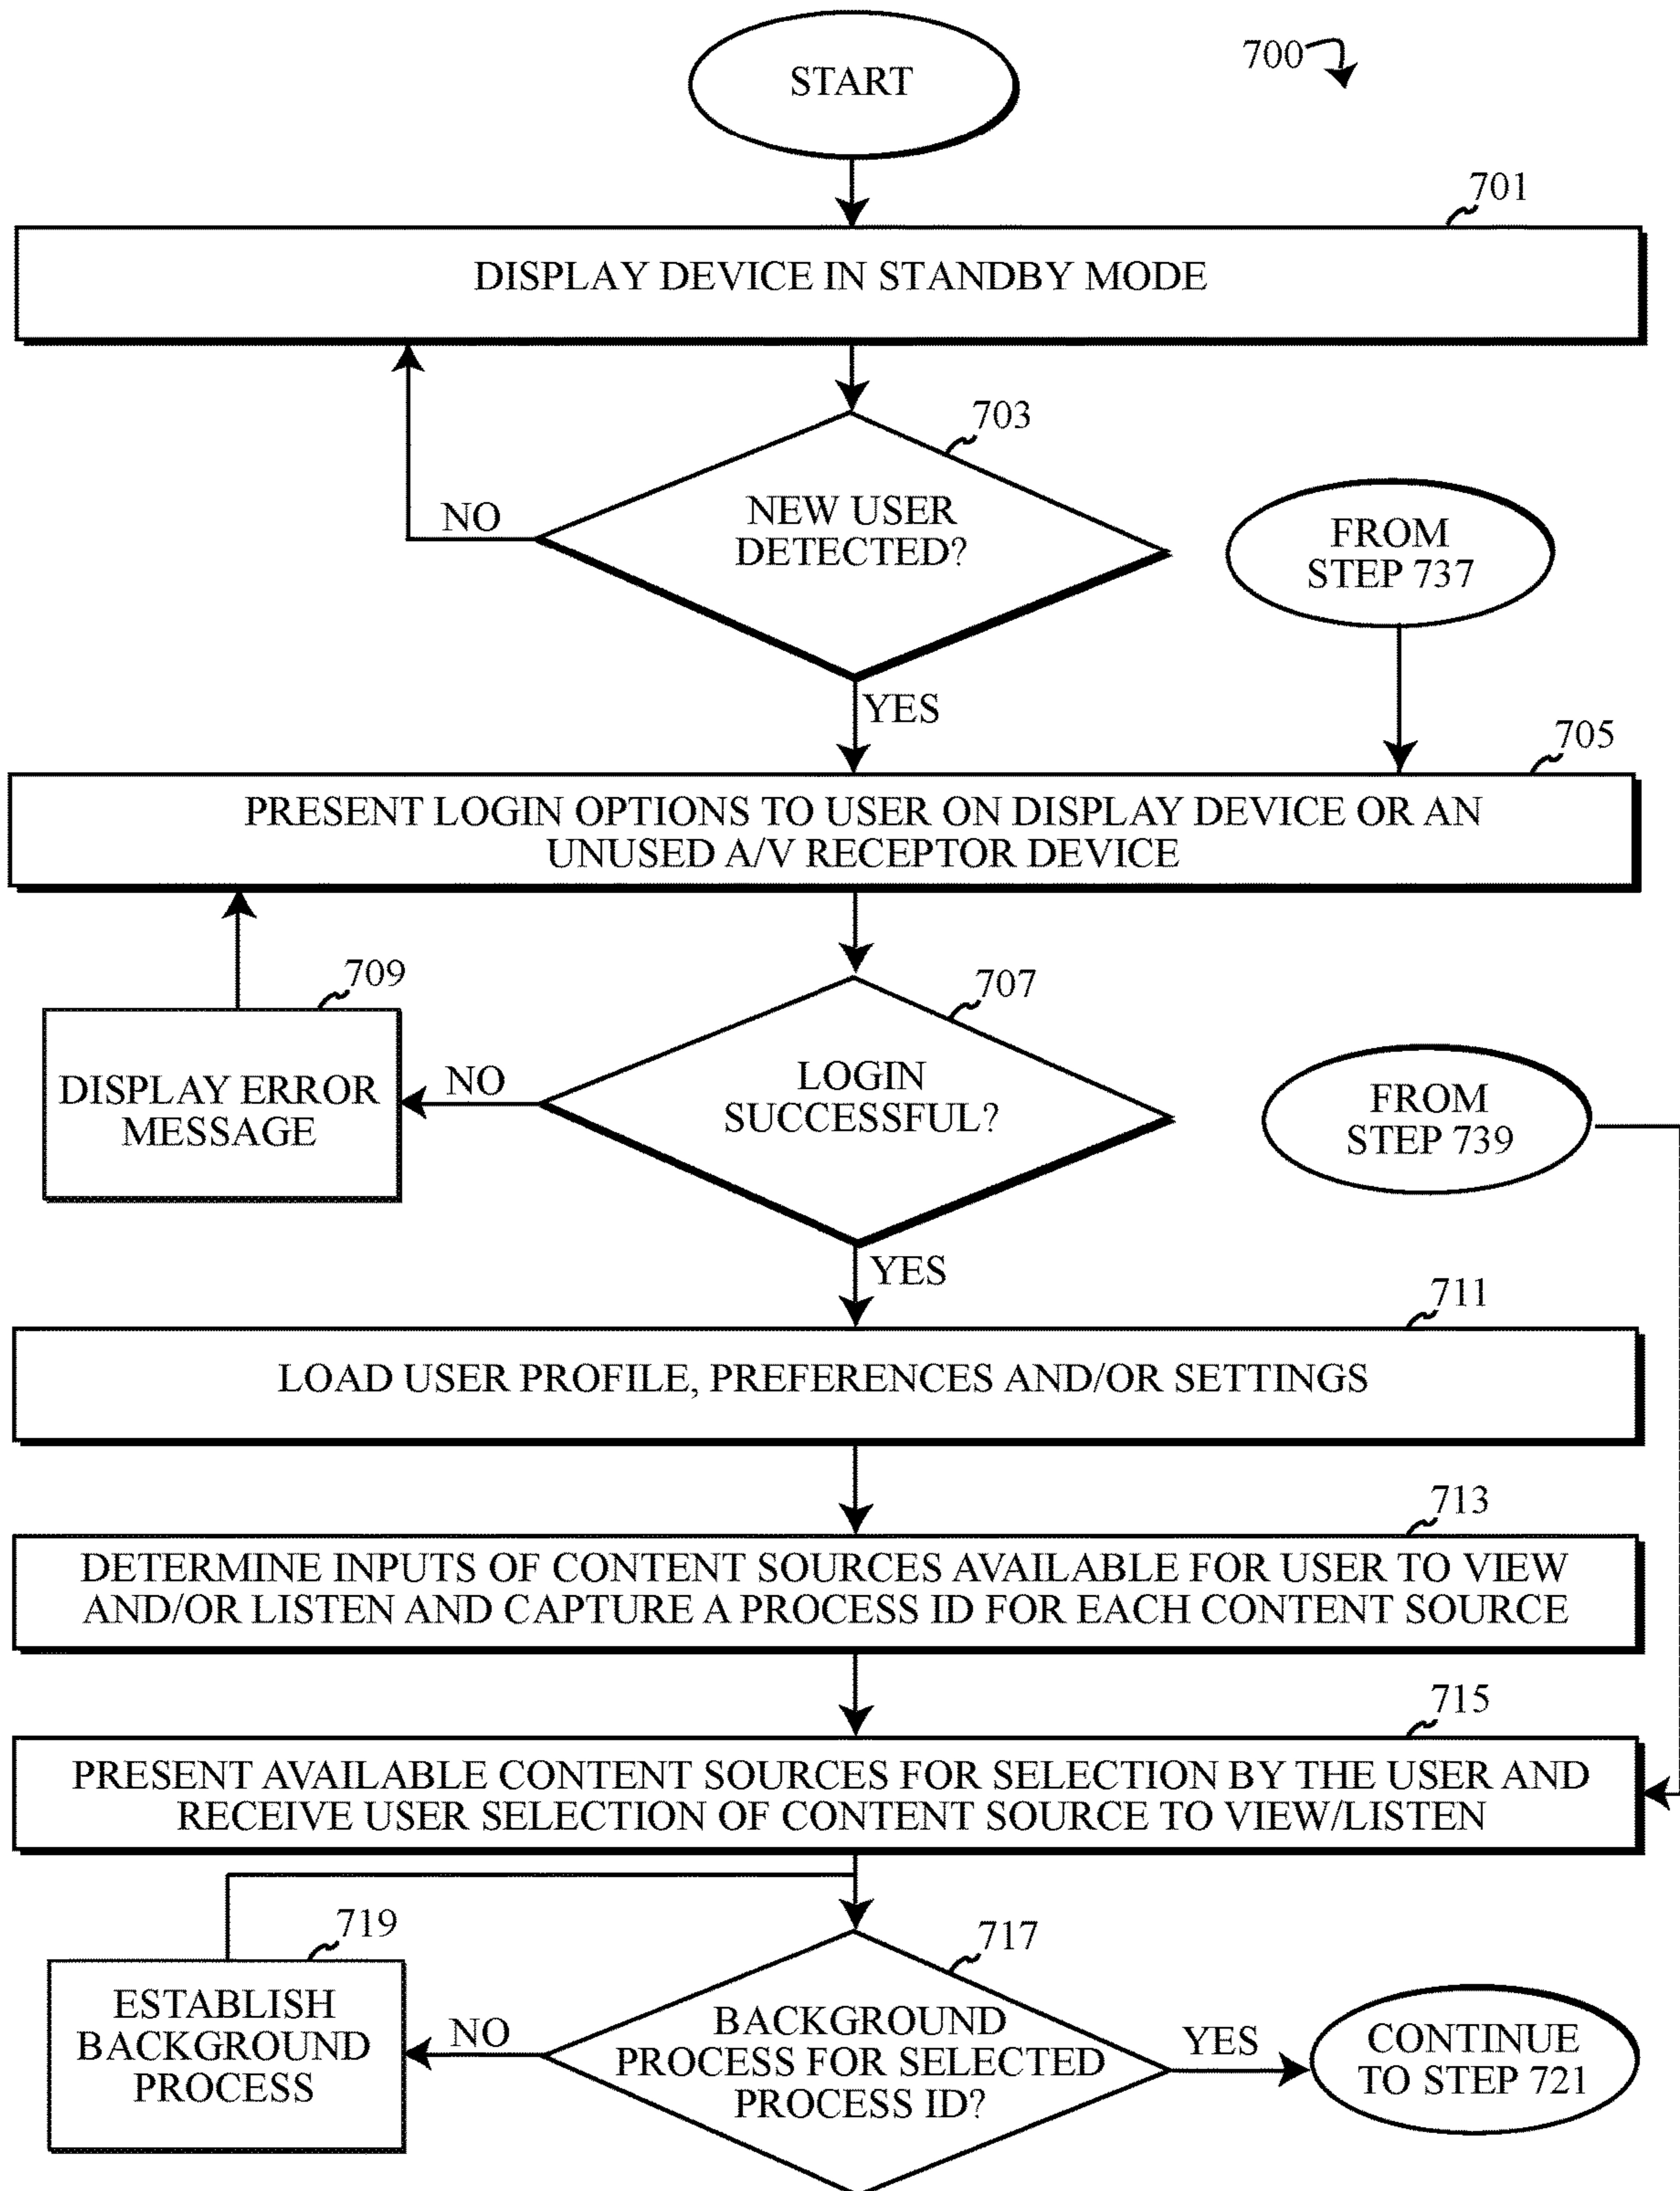 START
700
701
DISPLAY DEVICE IN STANDBY MODE
703
NEW USER
DETECTED?
NO
FROM
STEP 737
YES
705
PRESENT LOGIN OPTIONS TO USER ON DISPLAY DEVICE OR AN
UNUSED A/V RECEPTOR DEVICE
709
707
DISPLAY ERROR
MESSAGE
NO
LOGIN
SUCCESSFUL?
FROM
STEP 739
YES
711
LOAD USER PROFILE, PREFERENCES AND/OR SETTINGS
713
DETERMINE INPUTS OF CONTENT SOURCES AVAILABLE FOR USER TO VIEW
AND/OR LISTEN AND CAPTURE A PROCESS ID FOR EACH CONTENT SOURCE
715
PRESENT AVAILABLE CONTENT SOURCES FOR SELECTION BY THE USER AND
RECEIVE USER SELECTION OF CONTENT SOURCE TO VIEW/LISTEN
719
717
ESTABLISH
BACKGROUND
PROCESS
NO
BACKGROUND
PROCESS FOR SELECTED
PROCESS ID?
YES
CONTINUE
TO STEP 721